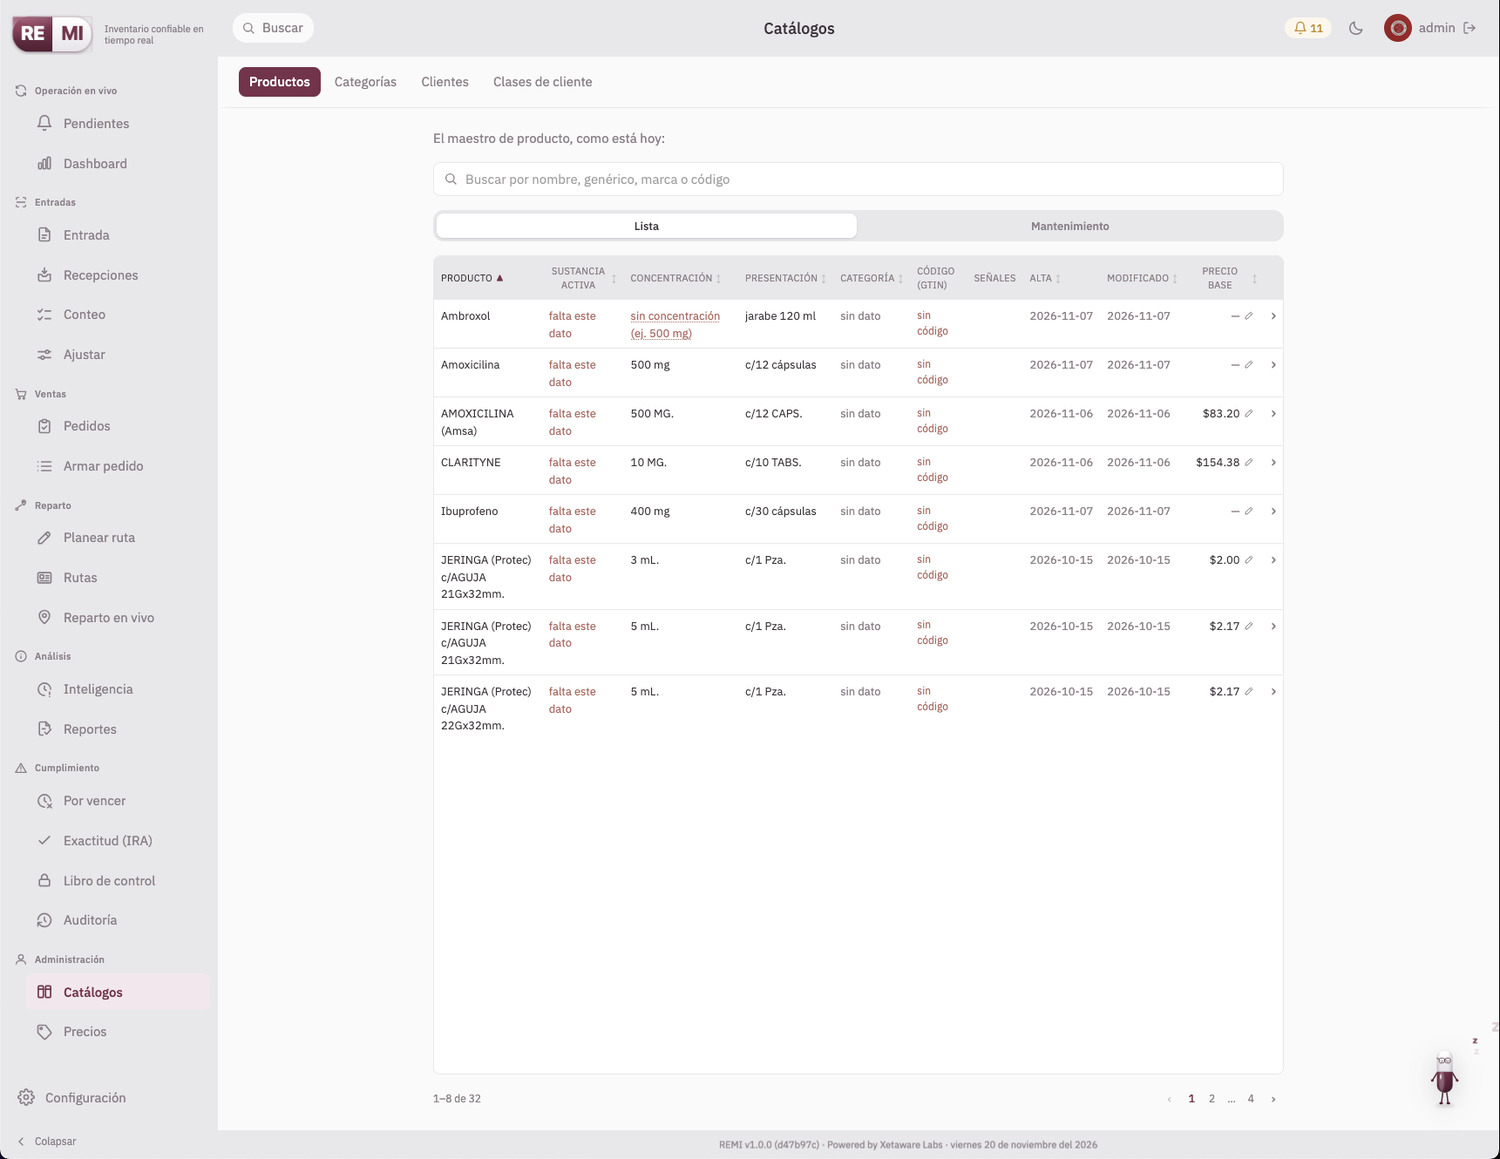 RE MI
Inventario confiable en
tiempo real
Buscar
Catálogos
11
admin
Operación en vivo
Pendientes
Dashboard
Entradas
Entrada
Recepciones
Conteo
Ajustar
Ventas
Pedidos
Armar pedido
Reparto
Planear ruta
Rutas
Reparto en vivo
Análisis
Inteligencia
Reportes
Cumplimiento
Por vencer
Exactitud (IRA)
Libro de control
Auditoría
Administración
Catálogos
Precios
Configuración
Colapsar
Productos Categorías Clientes Clases de cliente
El maestro de producto, como está hoy:
Buscar por nombre, genérico, marca o código
Lista Mantenimiento
PRODUCTO SUSTANCIA ACTIVA CONCENTRACIÓN PRESENTACIÓN CATEGORÍA CÓDIGO (GTIN) SEÑALES ALTA MODIFICADO PRECIO BASE
Ambroxol falta este dato sin concentración (ej. 500 mg) jarabe 120 ml sin dato sin código 2026-11-07 2026-11-07 —
Amoxicilina falta este dato 500 mg c/12 cápsulas sin dato sin código 2026-11-07 2026-11-07 —
AMOXICILINA (Amsa) falta este dato 500 MG. c/12 CAPS. sin dato sin código 2026-11-06 2026-11-06 $83.20
CLARITYNE falta este dato 10 MG. c/10 TABS. sin dato sin código 2026-11-06 2026-11-06 $154.38
Ibuprofeno falta este dato 400 mg c/30 cápsulas sin dato sin código 2026-11-07 2026-11-07 —
JERINGA (Protec) c/AGUJA 21Gx32mm. falta este dato 3 mL. c/1 Pza. sin dato sin código 2026-10-15 2026-10-15 $2.00
JERINGA (Protec) c/AGUJA 21Gx32mm. falta este dato 5 mL. c/1 Pza. sin dato sin código 2026-10-15 2026-10-15 $2.17
JERINGA (Protec) c/AGUJA 22Gx32mm. falta este dato 5 mL. c/1 Pza. sin dato sin código 2026-10-15 2026-10-15 $2.17
1–8 de 32
‹ 1 2 ... 4 ›
z
z
Z
REMI v1.0.0 (d47b97c) · Powered by Xetaware Labs · viernes 20 de noviembre del 2026